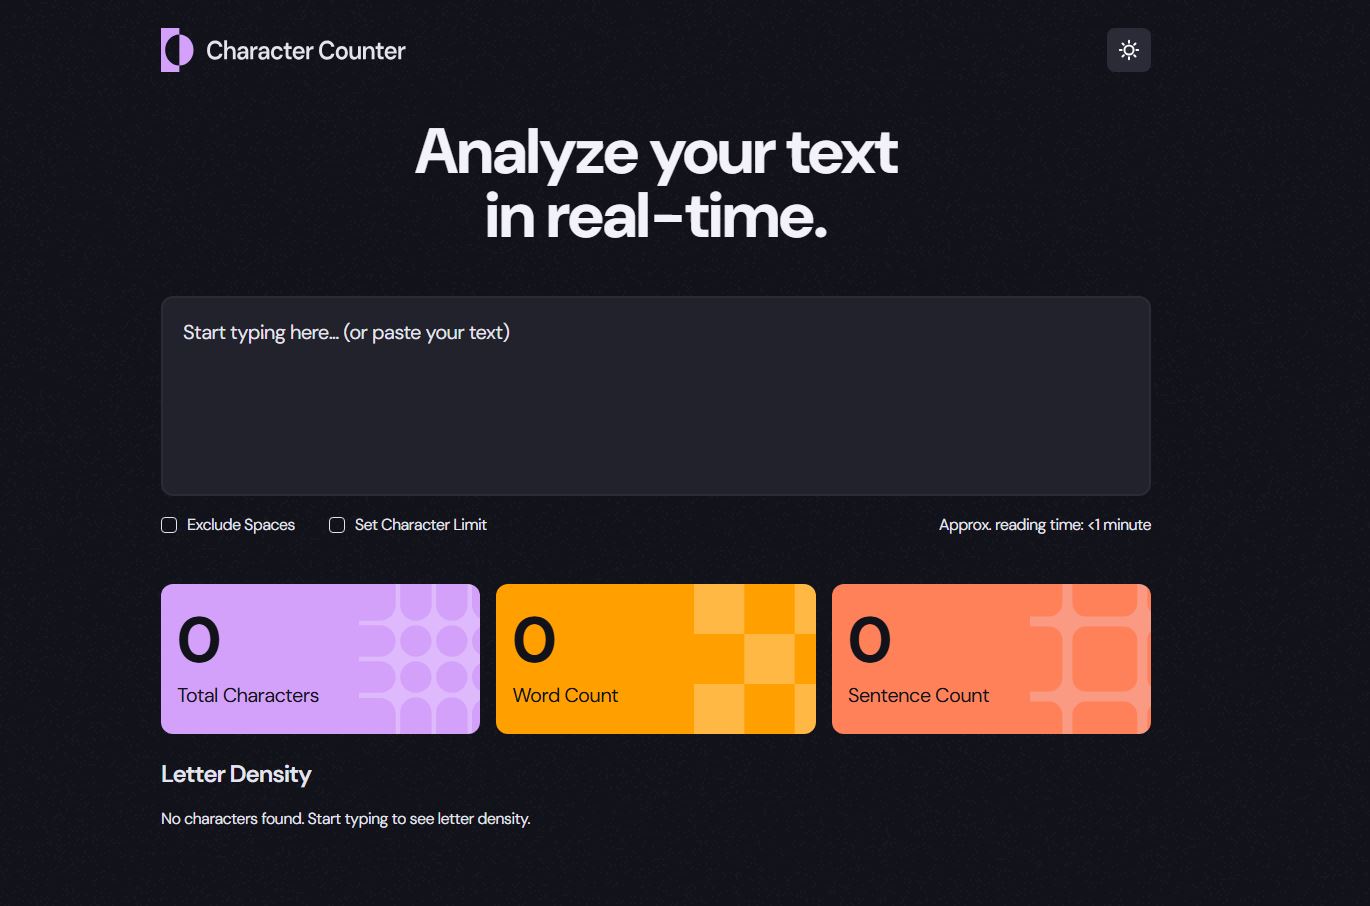 Character Counter
Analyze your text
in real-time.
Start typing here... (or paste your text)
Exclude Spaces
Set Character Limit
Approx. reading time: <1 minute
0
Total Characters
0
Word Count
0
Sentence Count
Letter Density
No characters found. Start typing to see letter density.